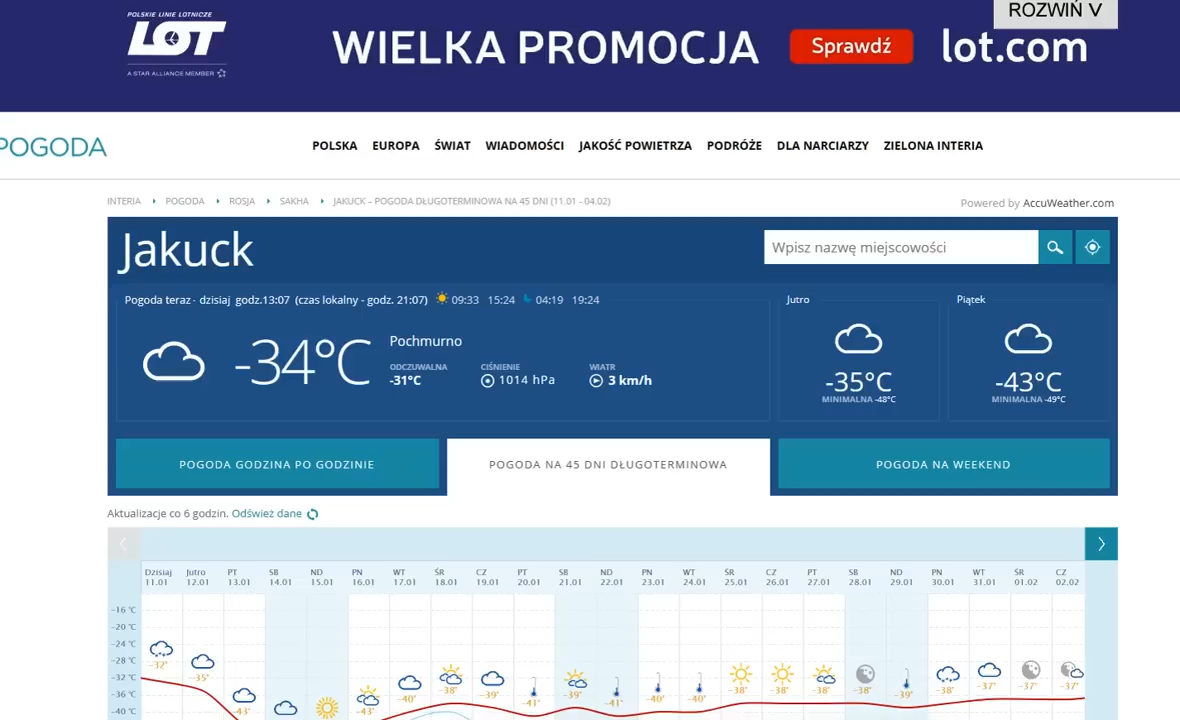 ROZWIŃ V
POLSKIE LINIE LOTNICZE
LOT
A STAR ALLIANCE MEMBER
WIELKA PROMOCJA
Sprawdź
lot.com
POGODA
POLSKA EUROPA ŚWIAT WIADOMOŚCI JAKOŚĆ POWIETRZA PODRÓŻE DLA NARCIARZY ZIELONA INTERIA
INTERIA POGODA ROSJA SAKHA JAKUCK – POGODA DŁUGOTERMINOWA NA 45 DNI (11.01 - 04.02)
Powered by AccuWeather.com
Jakuck
Wpisz nazwę miejscowości
Pogoda teraz - dzisiaj godz.13:07 (czas lokalny - godz. 21:07) 09:33 15:24 04:19 19:24
-34°C
Pochmurno
ODCZUWALNA CIŚNIENIE WIATR
-31°C 1014 hPa 3 km/h
Jutro
-35°C
MINIMALNA -48°C
Piątek
-43°C
MINIMALNA -49°C
POGODA GODZINA PO GODZINIE
POGODA NA 45 DNI DŁUGOTERMINOWA
POGODA NA WEEKEND
Aktualizacje co 6 godzin. Odśwież dane
Dzisiaj Jutro PT SB ND PN WT ŚR CZ PT SB ND PN WT ŚR CZ PT SB ND PN WT ŚR CZ
11.01 12.01 13.01 14.01 15.01 16.01 17.01 18.01 19.01 20.01 21.01 22.01 23.01 24.01 25.01 26.01 27.01 28.01 29.01 30.01 31.01 01.02 02.02
-16 °C
-20 °C
-24 °C
-28 °C
-32 °C
-36 °C
-40 °C
-32° -35° -43° -43° -40° -38° -39° -41° -39° -41° -40° -40° -38° -38° -38° -38° -39° -38° -37° -37° -37°